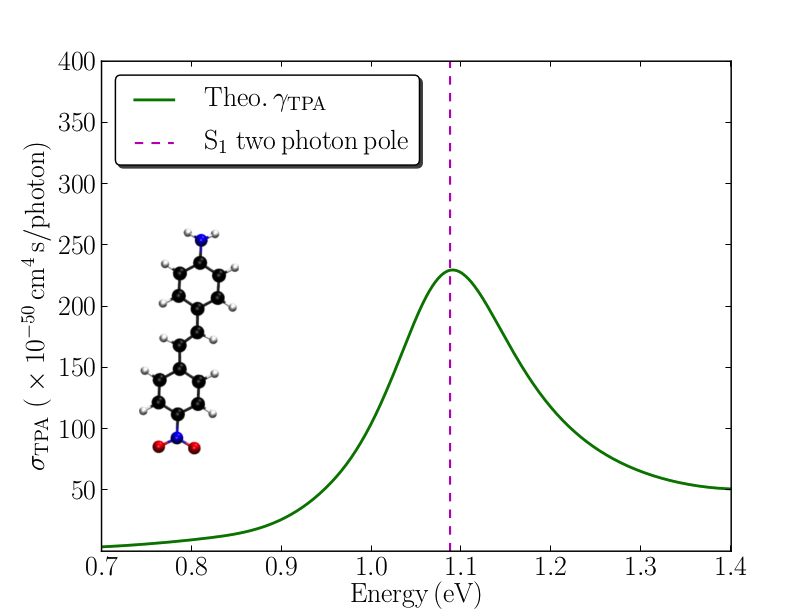 400
350
300
250
200
150
100
50
σTPA ( × 10−50 cm4 s/photon)
Theo. γTPA
S1 two photon pole
0.7 0.8 0.9 1.0 1.1 1.2 1.3 1.4
Energy (eV)